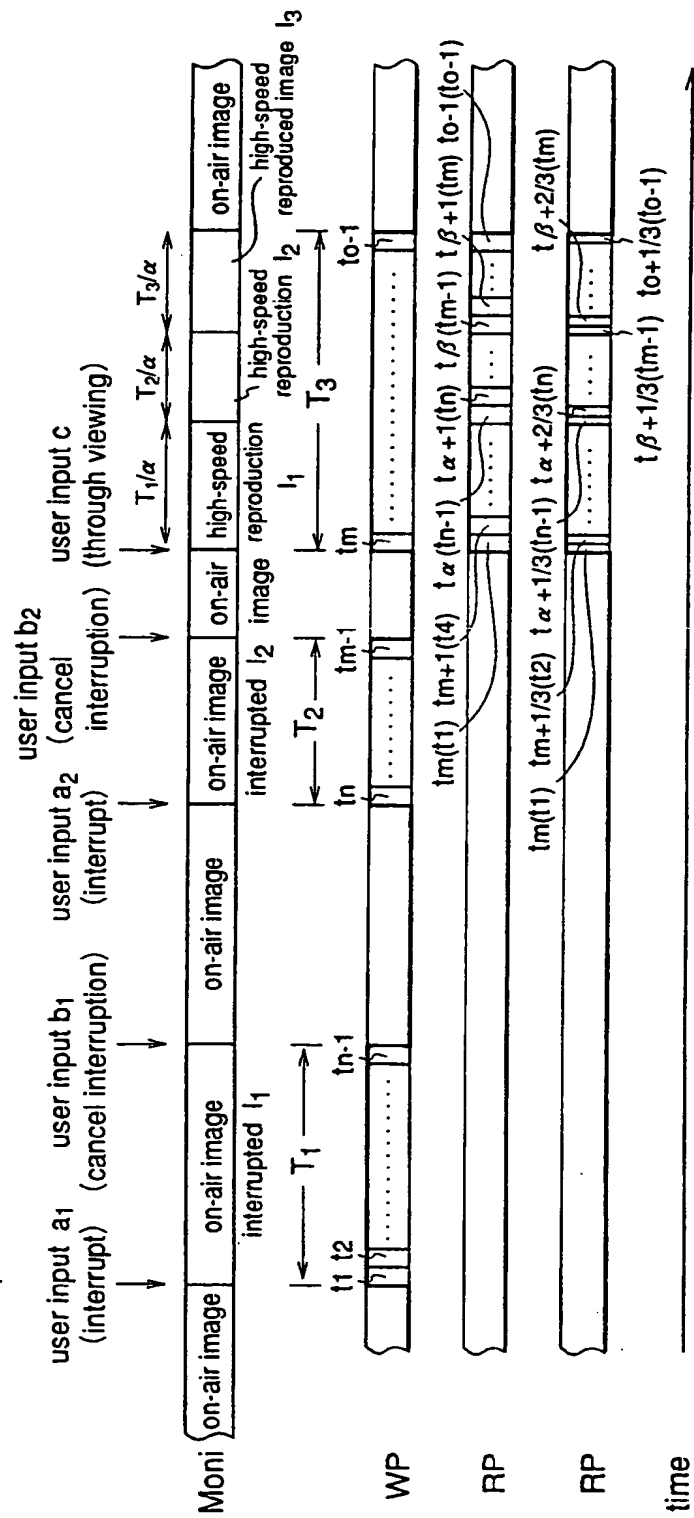 user input a1
(interrupt)
user input b1
(cancel interruption)
user input a2
(interrupt)
user input b2
(cancel
interruption)
user input c
(through viewing)
T1/α
T2/α
T3/α
Moni
on-air image
on-air image
interrupted I1
on-air image
on-air image
interrupted I2
on-air
image
high-speed
reproduction
I1
high-speed
reproduction I2
on-air image
high-speed
reproduced image I3
T1
T2
T3
WP
t1 t2
tn-1
tn
tm-1
tm
to-1
RP
tm(t1)
tm+1(t4)
tα(tn-1)
tα+1(tn)
tβ(tm-1)
tβ+1(tm)
to-1(to-1)
RP
tm(t1)
tm+1/3(t2)
tα+1/3(tn-1)
tα+2/3(tn)
tβ+1/3(tm-1)
tβ+2/3(tm)
to+1/3(to-1)
time